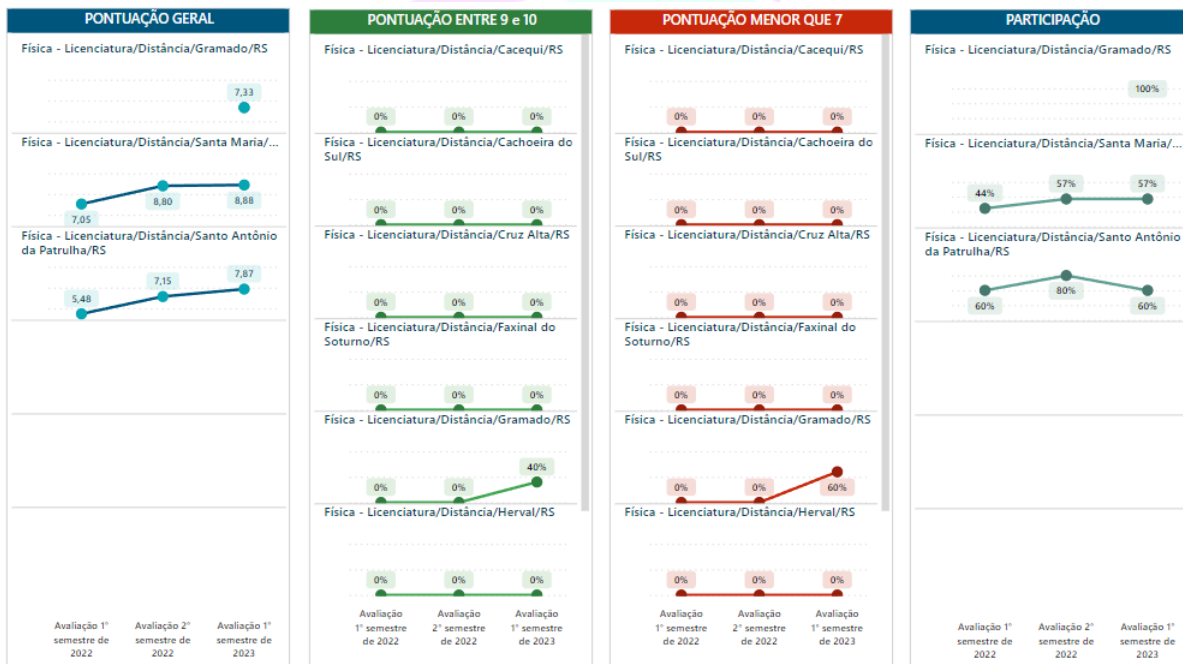 PONTUAÇÃO GERAL
Física - Licenciatura/Distância/Gramado/RS
7,33
Física - Licenciatura/Distância/Santa Maria/...
7,05
8,80
8,88
Física - Licenciatura/Distância/Santo Antônio
da Patrulha/RS
5,48
7,15
7,87
Avaliação 1°
semestre de
2022
Avaliação 2°
semestre de
2022
Avaliação 1°
semestre de
2023
PONTUAÇÃO ENTRE 9 e 10
Física - Licenciatura/Distância/Cacequi/RS
0%
0%
0%
Física - Licenciatura/Distância/Cachoeira do
Sul/RS
0%
0%
0%
Física - Licenciatura/Distância/Cruz Alta/RS
0%
0%
0%
Física - Licenciatura/Distância/Faxinal do
Soturno/RS
0%
0%
0%
Física - Licenciatura/Distância/Gramado/RS
0%
0%
40%
Física - Licenciatura/Distância/Herval/RS
0%
0%
0%
Avaliação
1° semestre
de 2022
Avaliação
2° semestre
de 2022
Avaliação
1° semestre
de 2023
PONTUAÇÃO MENOR QUE 7
Física - Licenciatura/Distância/Cacequi/RS
0%
0%
0%
Física - Licenciatura/Distância/Cachoeira do
Sul/RS
0%
0%
0%
Física - Licenciatura/Distância/Cruz Alta/RS
0%
0%
0%
Física - Licenciatura/Distância/Faxinal do
Soturno/RS
0%
0%
0%
Física - Licenciatura/Distância/Gramado/RS
0%
0%
60%
Física - Licenciatura/Distância/Herval/RS
0%
0%
0%
Avaliação
1° semestre
de 2022
Avaliação
2° semestre
de 2022
Avaliação
1° semestre
de 2023
PARTICIPAÇÃO
Física - Licenciatura/Distância/Gramado/RS
100%
Física - Licenciatura/Distância/Santa Maria/...
44%
57%
57%
Física - Licenciatura/Distância/Santo Antônio
da Patrulha/RS
60%
80%
60%
Avaliação 1°
semestre de
2022
Avaliação 2°
semestre de
2022
Avaliação 1°
semestre de
2023